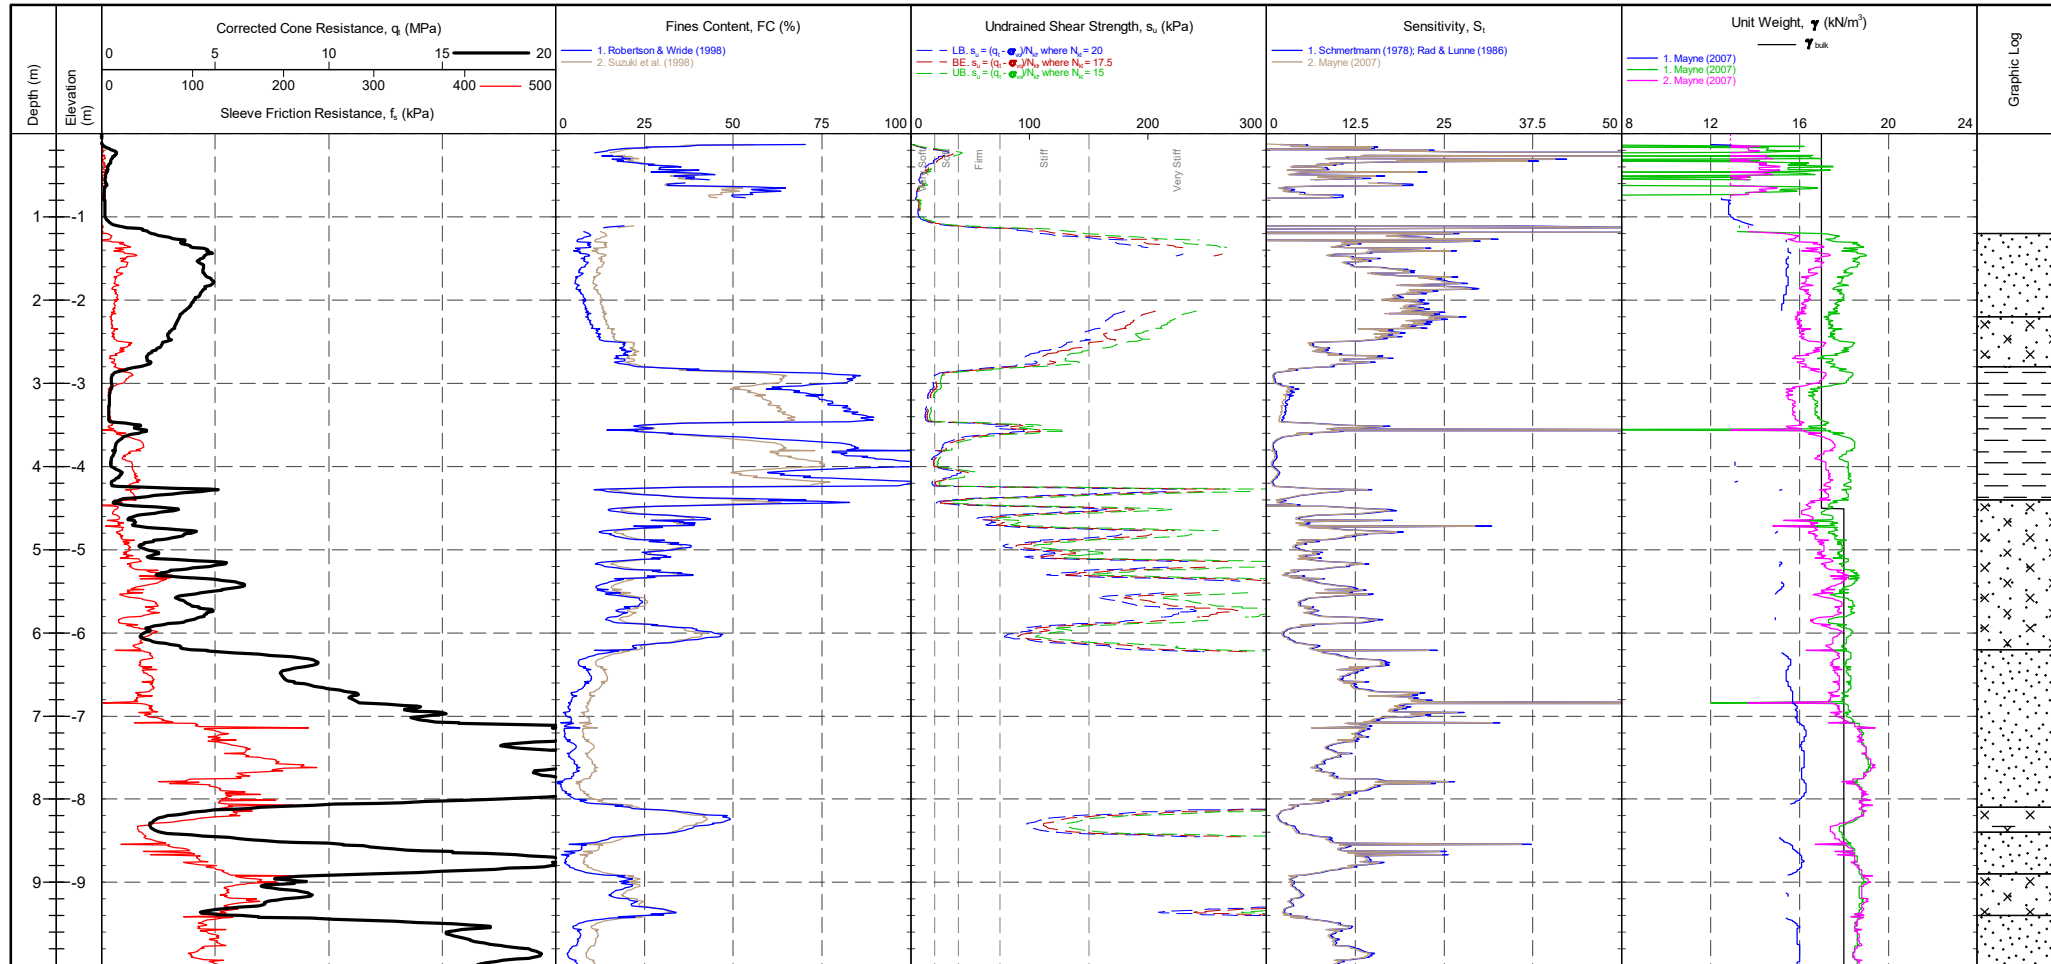 Corrected Cone Resistance, qt (MPa)
0 5 10 15 20
0 100 200 300 400 500
Sleeve Friction Resistance, fs (kPa)
Depth (m)
Elevation (m)
Fines Content, FC (%)
1. Robertson & Wride (1998)
2. Suzuki et al. (1998)
0 25 50 75 100
Undrained Shear Strength, su (kPa)
LB. su = (qt - σvo)/Nkt where Nkt = 20
BE. su = (qt - σvo)/Nkt where Nkt = 17.5
UB. su = (qt - σvo)/Nkt where Nkt = 15
0 100 200 300
Firm
Stiff
Very Stiff
Sensitivity, St
1. Schmertmann (1978); Rad & Lunne (1986)
2. Mayne (2007)
0 12.5 25 37.5 50
Unit Weight, γ (kN/m³)
γbulk
1. Mayne (2007)
1. Mayne (2007)
2. Mayne (2007)
8 12 16 20 24
Graphic Log
1 -1
2 -2
3 -3
4 -4
5 -5
6 -6
7 -7
8 -8
9 -9